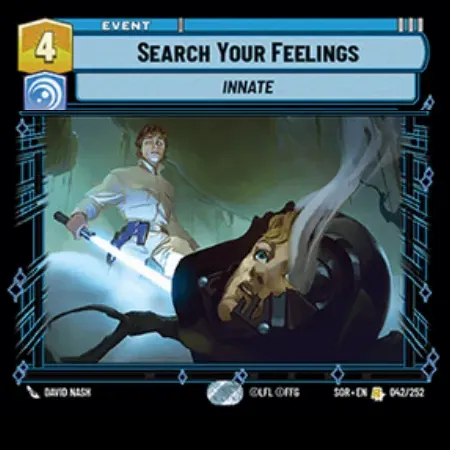 EVENT
4
SEARCH YOUR FEELINGS
INNATE
DAVID NASH
©LFL ©FFG
SOR • EN
042/252